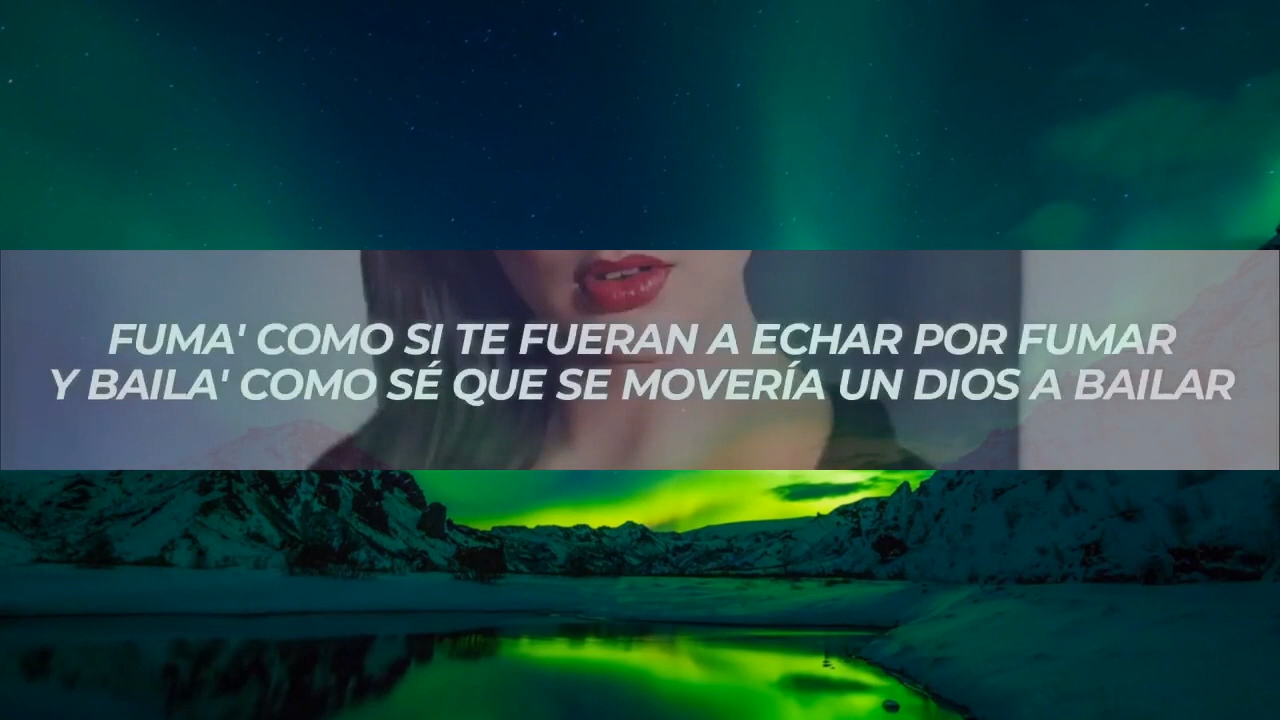 FUMA' COMO SI TE FUERAN A ECHAR POR FUMAR
Y BAILA' COMO SÉ QUE SE MOVERÍA UN DIOS A BAILAR